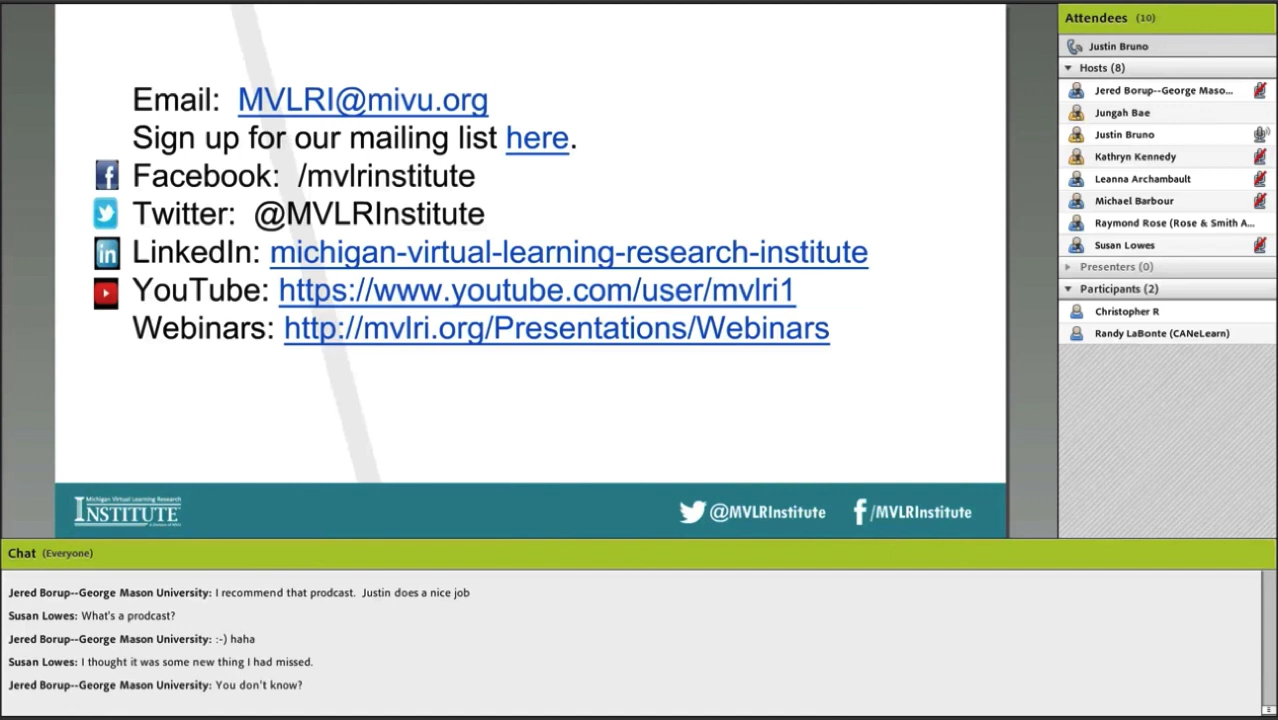 Email: MVLRI@mivu.org
Sign up for our mailing list here.
Facebook: /mvlrinstitute
Twitter: @MVLRInstitute
LinkedIn: michigan-virtual-learning-research-institute
YouTube: https://www.youtube.com/user/mvlri1
Webinars: http://mvlri.org/Presentations/Webinars
Michigan Virtual Learning Research
INSTITUTE
@MVLRInstitute
/MVLRInstitute
Attendees (10)
Justin Bruno
Hosts (8)
Jered Borup--George Maso...
Jungah Bae
Justin Bruno
Kathryn Kennedy
Leanna Archambault
Michael Barbour
Raymond Rose (Rose & Smith A...
Susan Lowes
Presenters (0)
Participants (2)
Christopher R
Randy LaBonte (CANeLearn)
Chat (Everyone)
Jered Borup--George Mason University: I recommend that prodcast. Justin does a nice job
Susan Lowes: What's a prodcast?
Jered Borup--George Mason University: :-) haha
Susan Lowes: I thought it was some new thing I had missed.
Jered Borup--George Mason University: You don't know?